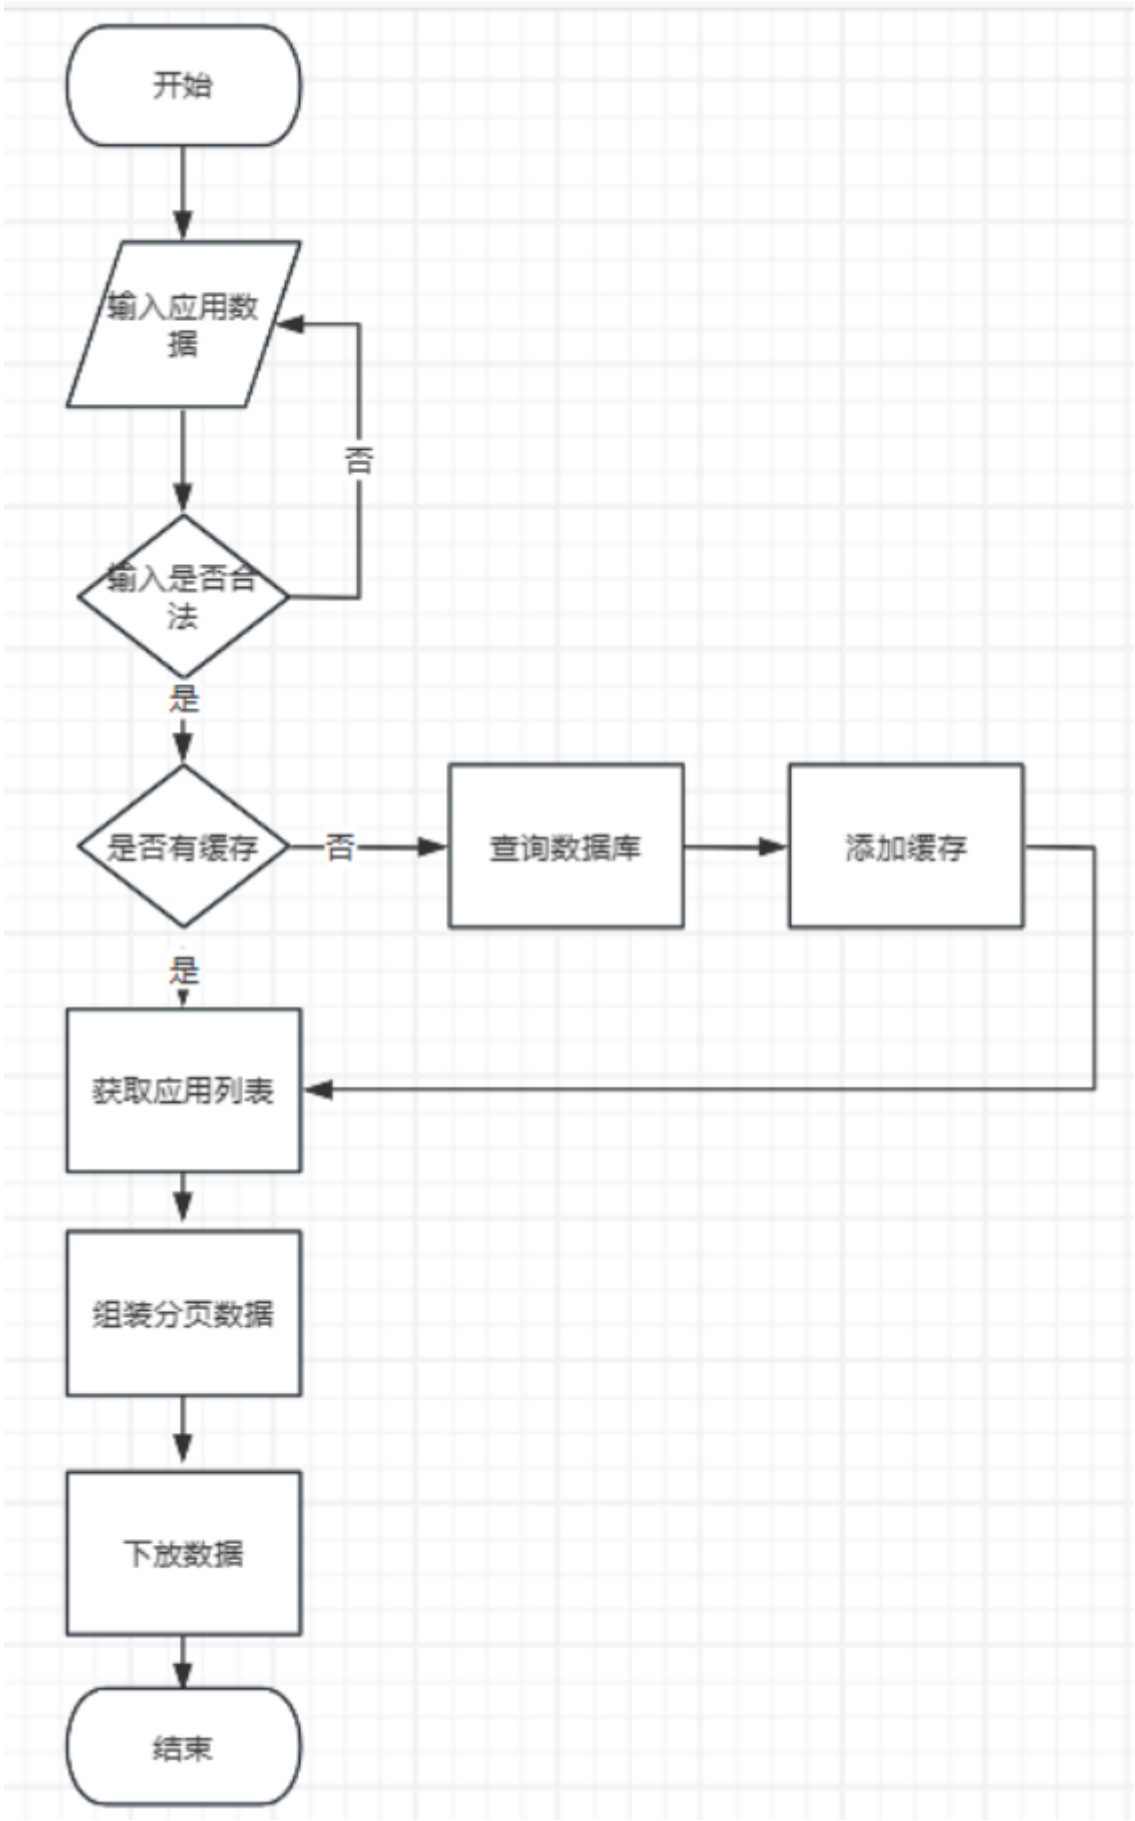 开始
输入应用数
据
否
输入是否合
法
是
是否有缓存
否
查询数据库
添加缓存
是
获取应用列表
组装分页数据
下放数据
结束